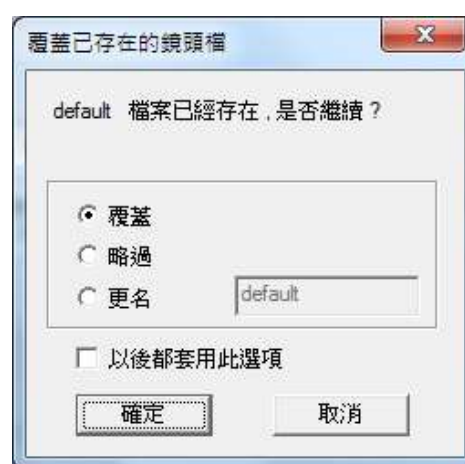 覆蓋已存在的鏡頭檔
default 檔案已經存在,是否繼續?
覆蓋
略過
更名 default
以後都套用此選項
確定 取消